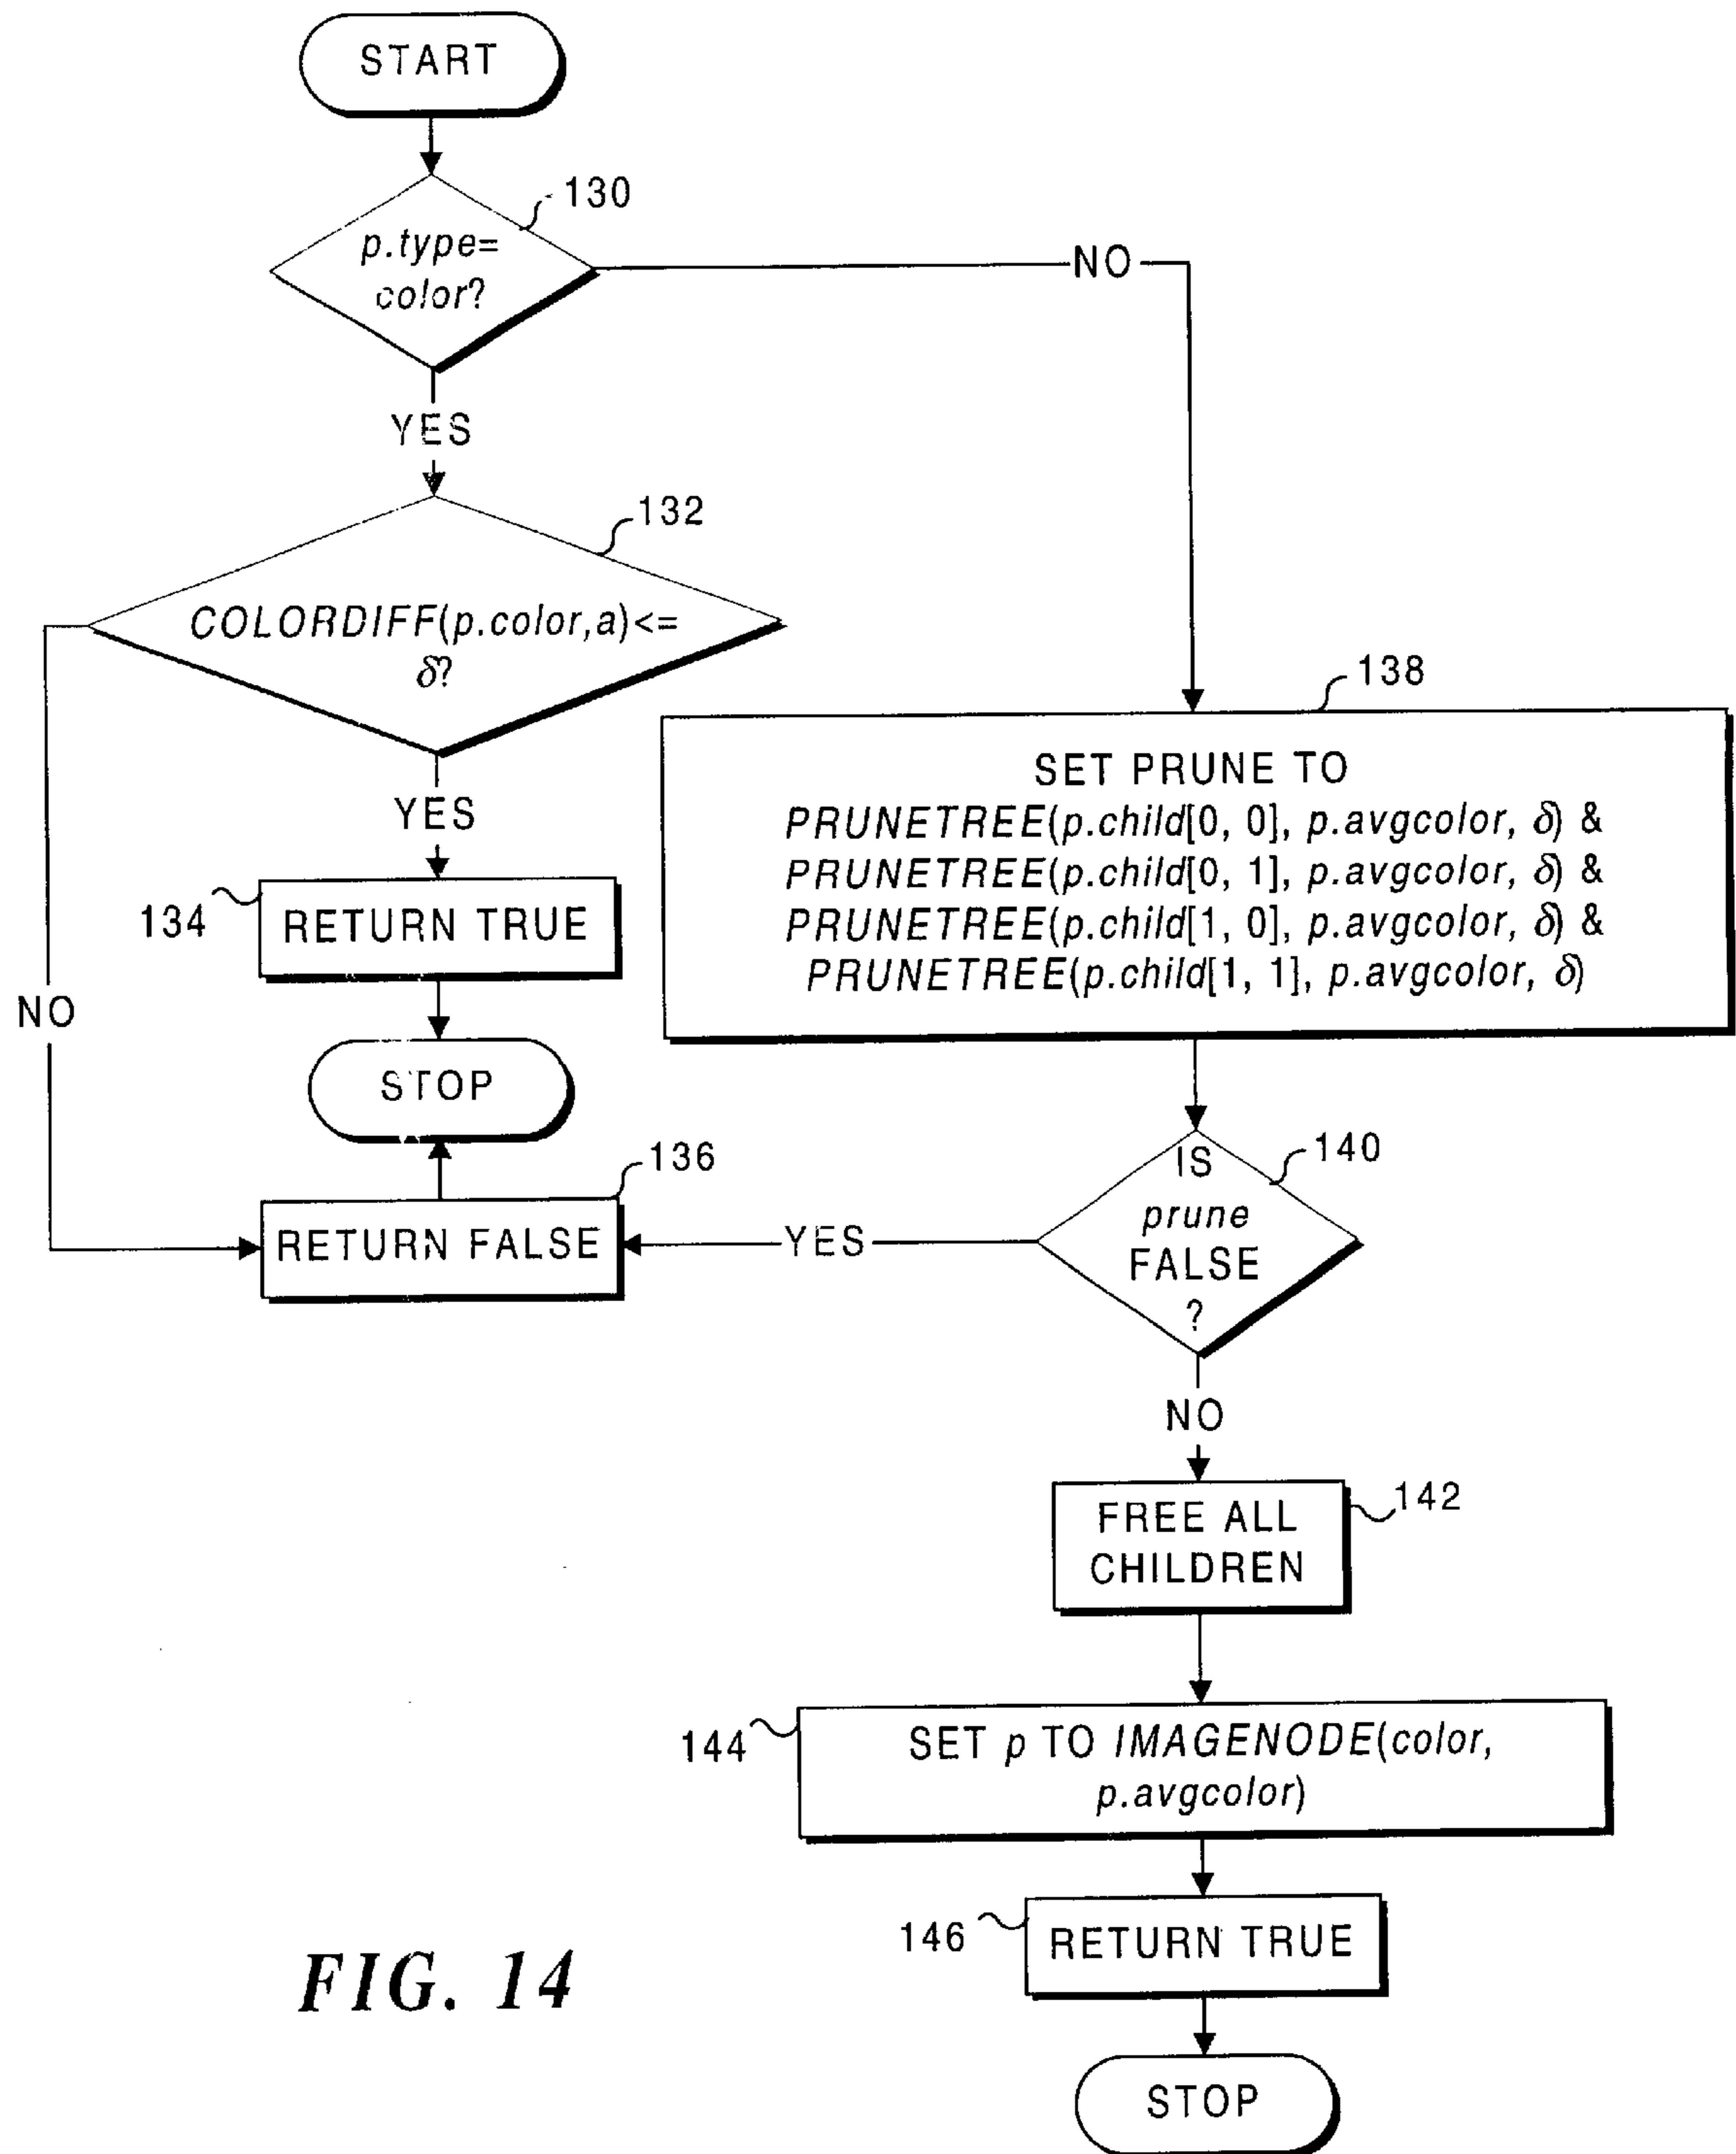 START
130
p.type=
color?
NO
YES
132
COLORDIFF(p.color,a)<=
δ?
YES
138
SET PRUNE TO
PRUNETREE(p.child[0, 0], p.avgcolor, δ) &
PRUNETREE(p.child[0, 1], p.avgcolor, δ) &
PRUNETREE(p.child[1, 0], p.avgcolor, δ) &
PRUNETREE(p.child[1, 1], p.avgcolor, δ)
134
RETURN TRUE
NO
STOP
136
RETURN FALSE
YES
140
IS
prune
FALSE
?
NO
142
FREE ALL
CHILDREN
144
SET p TO IMAGENODE(color,
p.avgcolor)
146
RETURN TRUE
STOP
FIG. 14